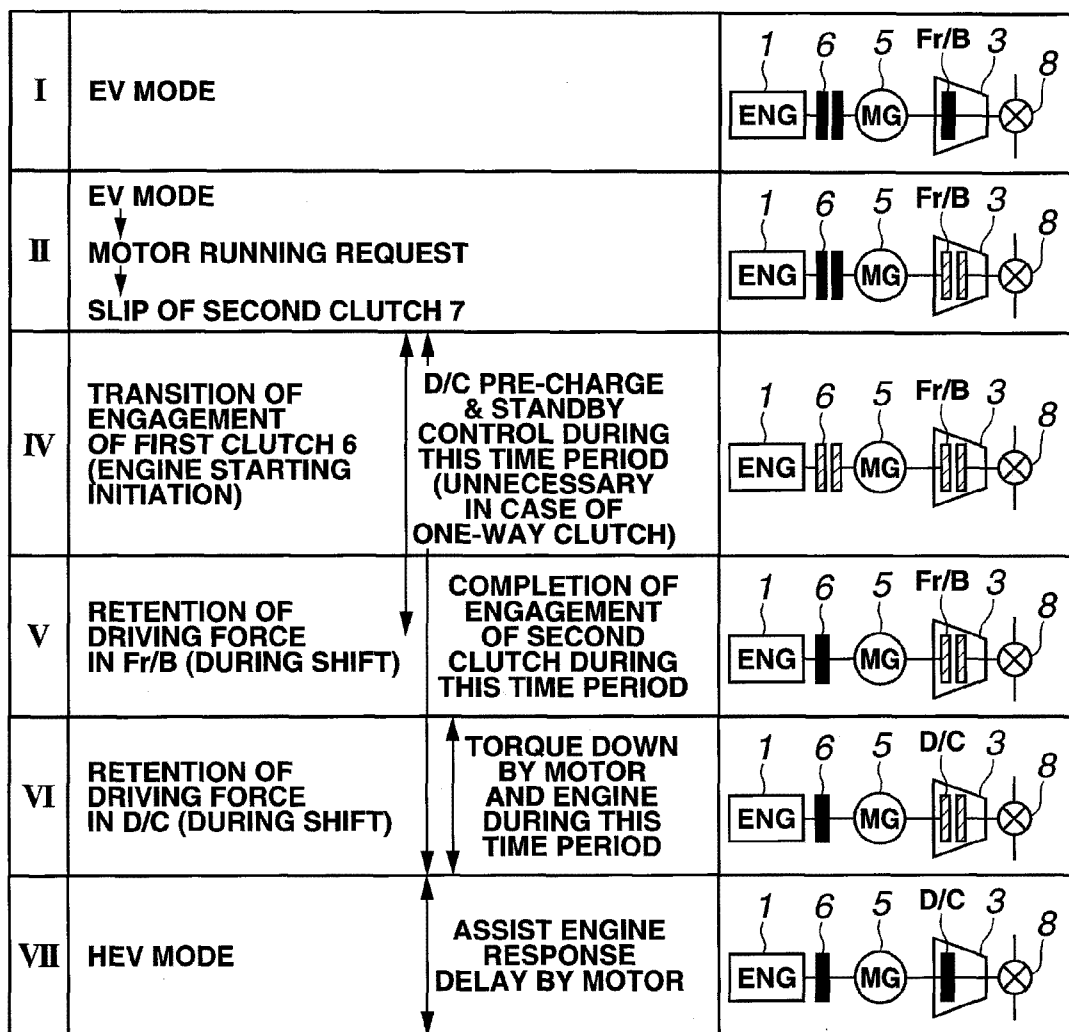 I
EV MODE
1 6 5 Fr/B 3 8
ENG MG
II
EV MODE
MOTOR RUNNING REQUEST
SLIP OF SECOND CLUTCH 7
1 6 5 Fr/B 3 8
ENG MG
IV
TRANSITION OF
ENGAGEMENT
OF FIRST CLUTCH 6
(ENGINE STARTING
INITIATION)
D/C PRE-CHARGE
& STANDBY
CONTROL DURING
THIS TIME PERIOD
(UNNECESSARY
IN CASE OF
ONE-WAY CLUTCH)
1 6 5 Fr/B 3 8
ENG MG
V
RETENTION OF
DRIVING FORCE
IN Fr/B (DURING SHIFT)
COMPLETION OF
ENGAGEMENT
OF SECOND
CLUTCH DURING
THIS TIME PERIOD
1 6 5 Fr/B 3 8
ENG MG
VI
RETENTION OF
DRIVING FORCE
IN D/C (DURING SHIFT)
TORQUE DOWN
BY MOTOR
AND ENGINE
DURING THIS
TIME PERIOD
1 6 5 D/C 3 8
ENG MG
VII
HEV MODE
ASSIST ENGINE
RESPONSE
DELAY BY MOTOR
1 6 5 D/C 3 8
ENG MG